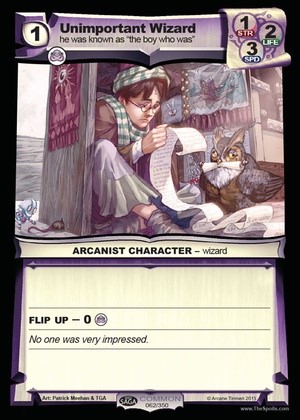 1
Unimportant Wizard
he was known as "the boy who was"
1
STR
2
LIFE
3
SPD
ARCANIST CHARACTER – wizard
FLIP UP – 0
No one was very impressed.
Art: Patrick Meehan & TGA
SAGA
COMMON
062/350
© Arcane Tinmen 2015
www.TheSpoils.com